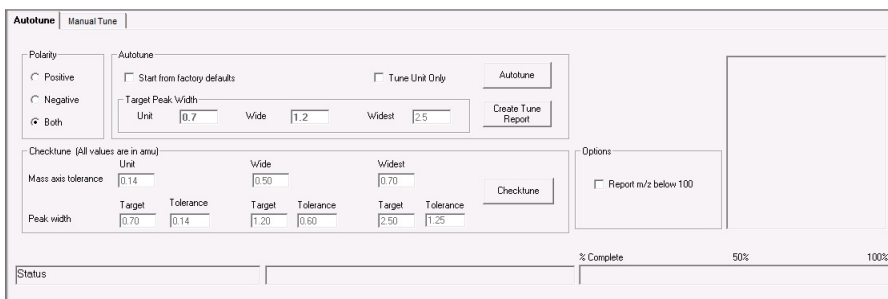 Autotune Manual Tune
Polarity
Positive
Negative
Both
Autotune
Start from factory defaults
Tune Unit Only
Autotune
Target Peak Width
Unit 0.7 Wide 1.2 Widest 2.5
Create Tune
Report
Checktune (All values are in amu)
Unit Wide Widest
Mass axis tolerance 0.14 0.50 0.70
Target Tolerance Target Tolerance Target Tolerance
Peak width 0.70 0.14 1.20 0.60 2.50 1.25
Checktune
Options
Report m/z below 100
% Complete 50% 100%
Status